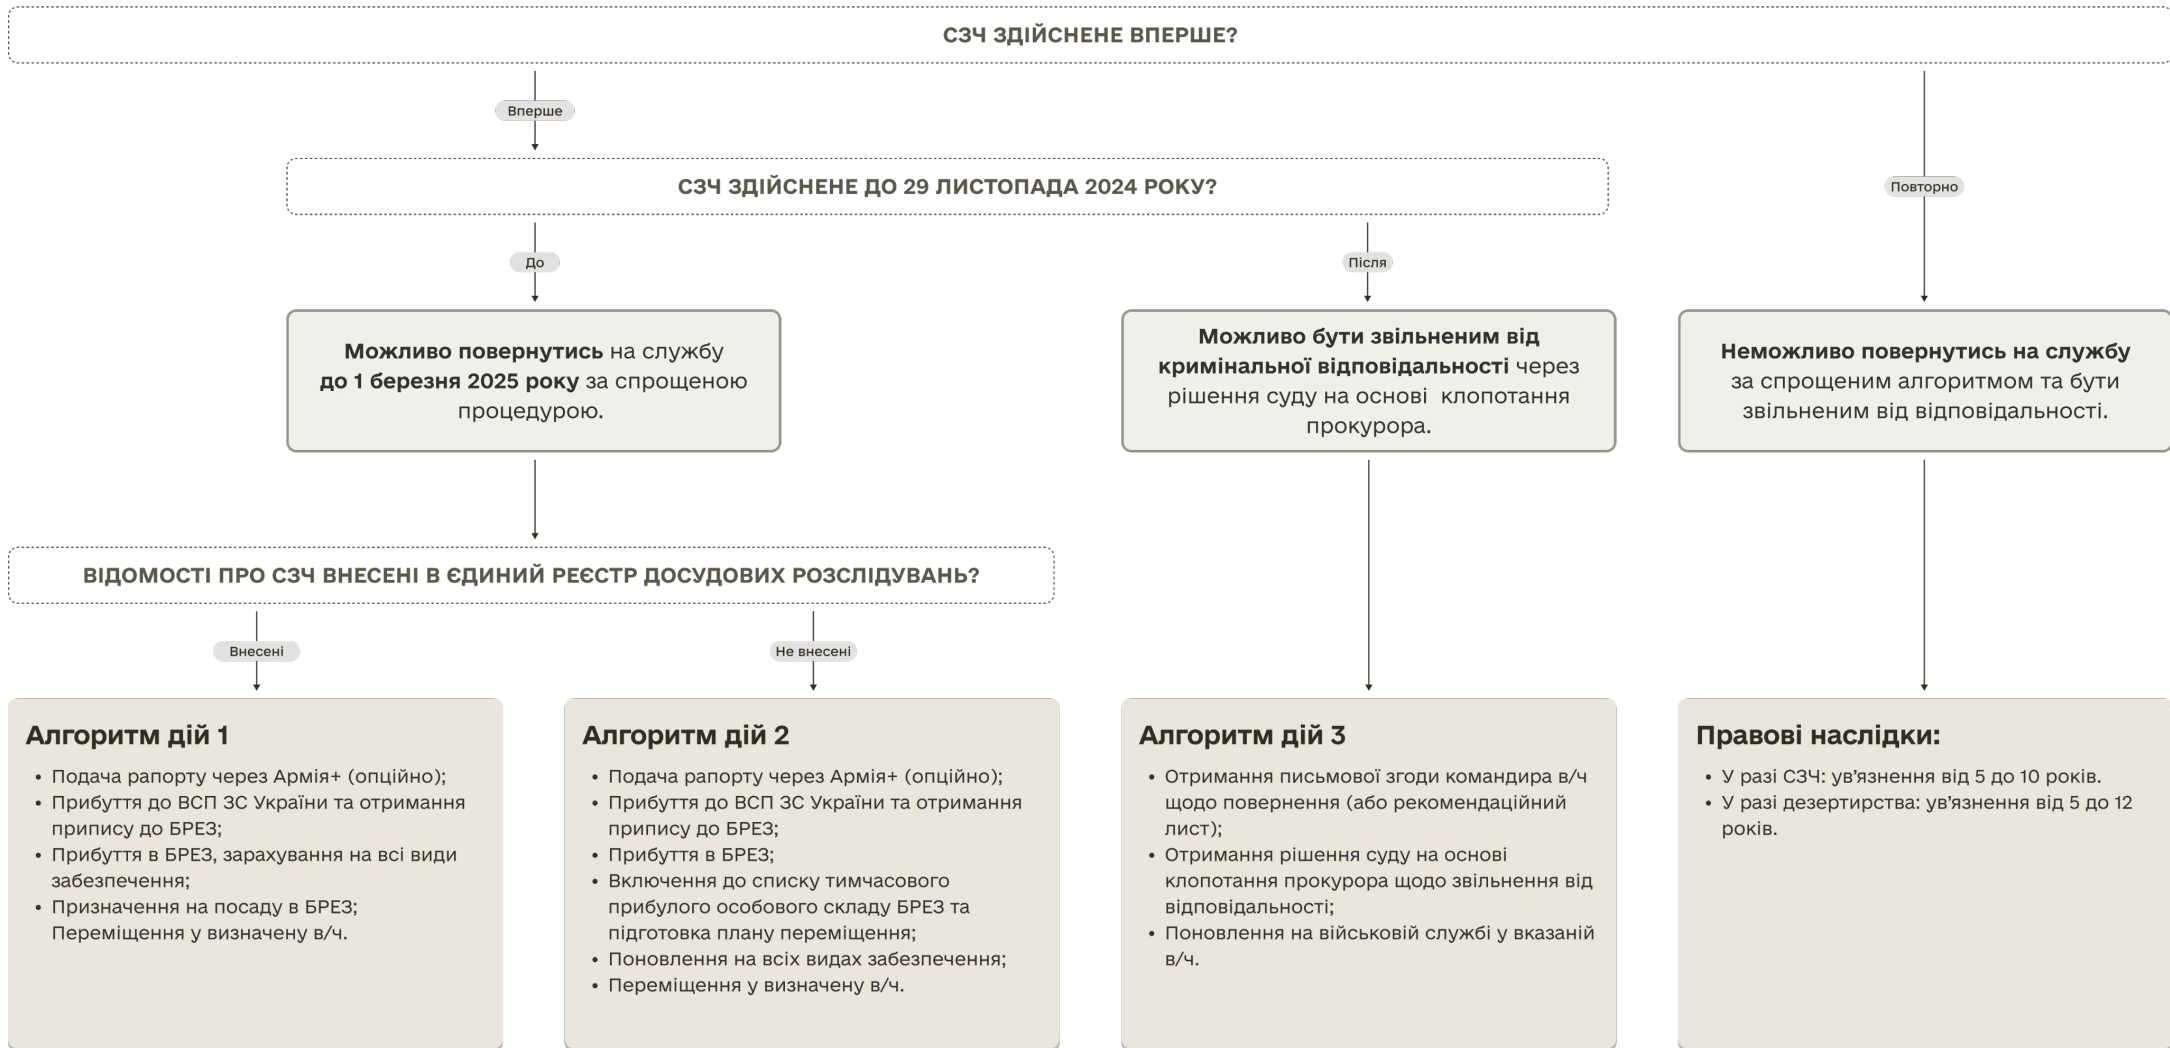 СЗЧ ЗДІЙСНЕНЕ ВПЕРШЕ?
Вперше
СЗЧ ЗДІЙСНЕНЕ ДО 29 ЛИСТОПАДА 2024 РОКУ?
Повторно
До
Після
Можливо повернутись на службу
до 1 березня 2025 року за спрощеною
процедурою.
Можливо бути звільненим від
кримінальної відповідальності через
рішення суду на основі клопотання
прокурора.
Неможливо повернутись на службу
за спрощеним алгоритмом та бути
звільненим від відповідальності.
ВІДОМОСТІ ПРО СЗЧ ВНЕСЕНІ В ЄДИНИЙ РЕЄСТР ДОСУДОВИХ РОЗСЛІДУВАНЬ?
Внесені
Не внесені
Алгоритм дій 1
• Подача рапорту через Армія+ (опційно);
• Прибуття до ВСП ЗС України та отримання
припису до БРЕЗ;
• Прибуття в БРЕЗ, зарахування на всі види
забезпечення;
• Призначення на посаду в БРЕЗ;
Переміщення у визначену в/ч.
Алгоритм дій 2
• Подача рапорту через Армія+ (опційно);
• Прибуття до ВСП ЗС України та отримання
припису до БРЕЗ;
• Прибуття в БРЕЗ;
• Включення до списку тимчасового
прибулого особового складу БРЕЗ та
підготовка плану переміщення;
• Поновлення на всіх видах забезпечення;
• Переміщення у визначену в/ч.
Алгоритм дій 3
• Отримання письмової згоди командира в/ч
щодо повернення (або рекомендаційний
лист);
• Отримання рішення суду на основі
клопотання прокурора щодо звільнення від
відповідальності;
• Поновлення на військовій службі у вказаній
в/ч.
Правові наслідки:
• У разі СЗЧ: ув’язнення від 5 до 10 років.
• У разі дезертирства: ув’язнення від 5 до 12
років.